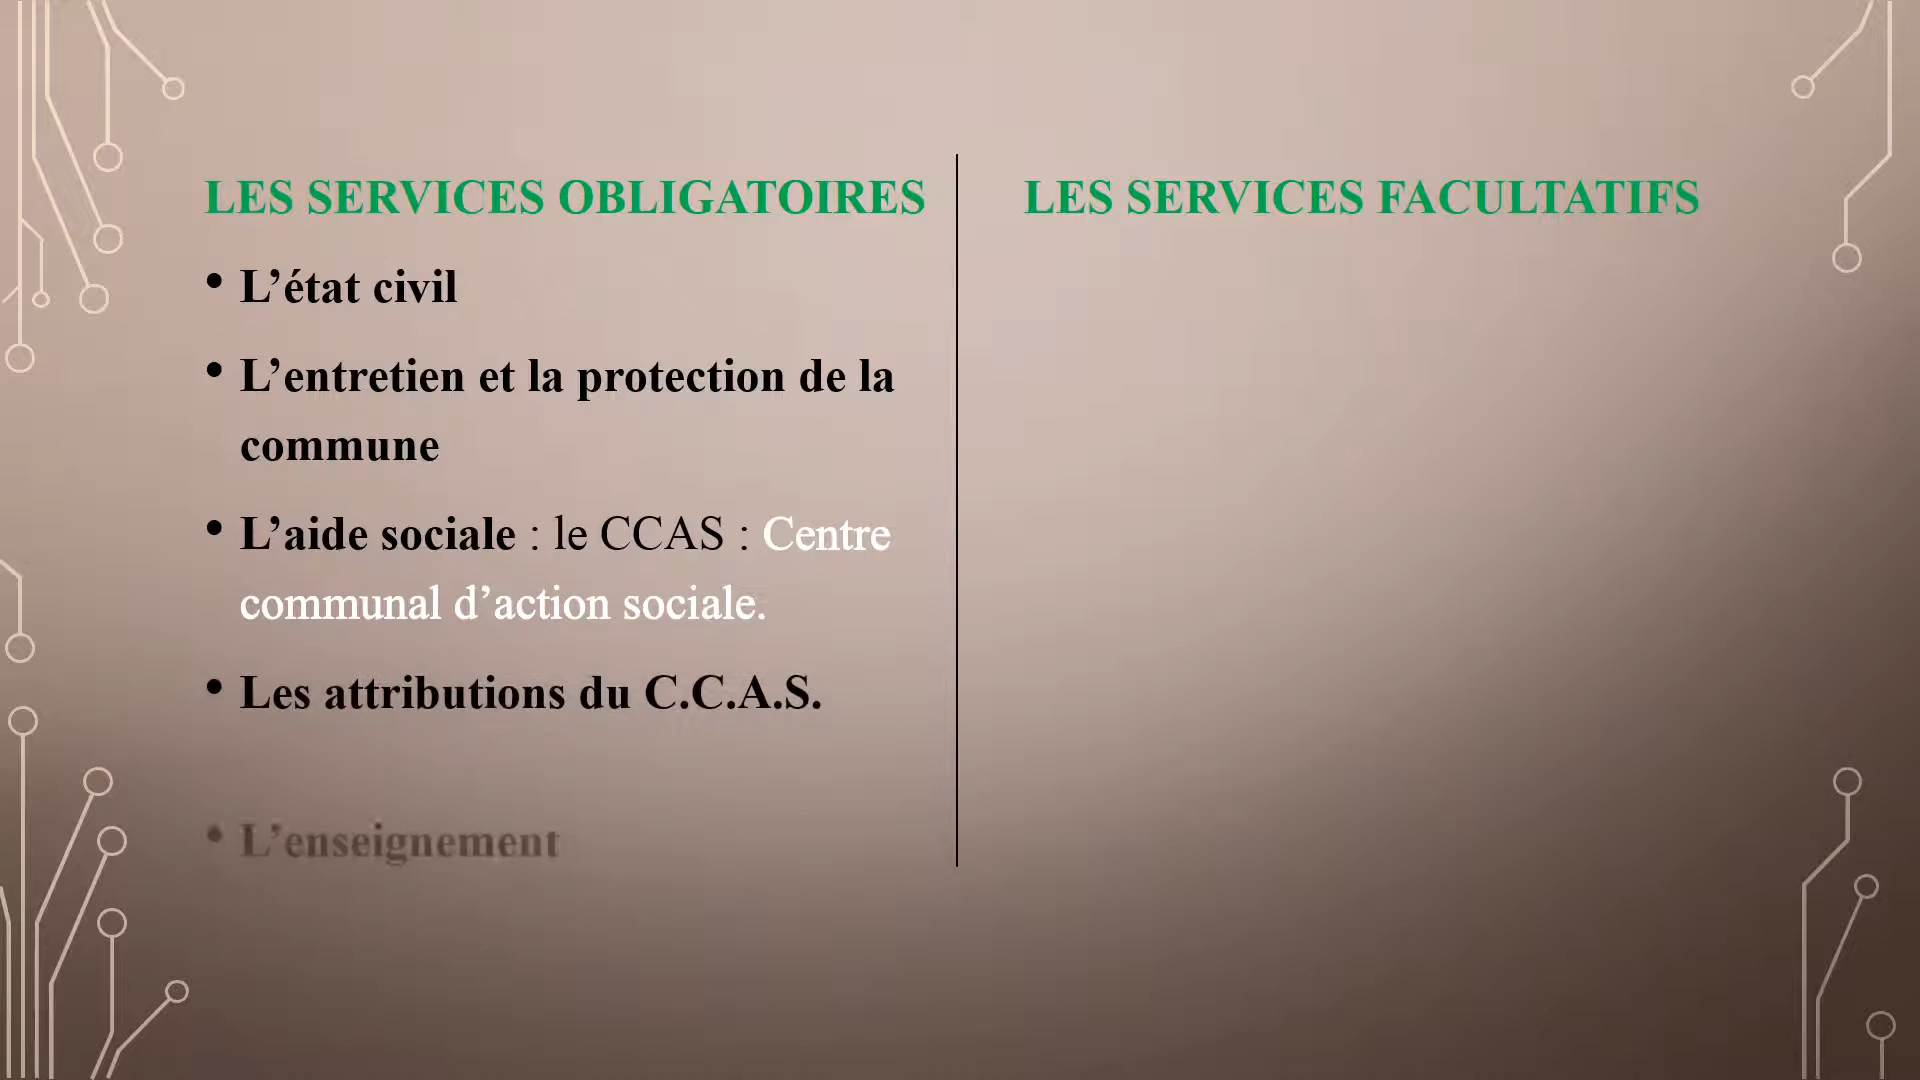 LES SERVICES OBLIGATOIRES
• L’état civil
• L’entretien et la protection de la
commune
• L’aide sociale : le CCAS : Centre
communal d’action sociale.
• Les attributions du C.C.A.S.
• L’enseignement
LES SERVICES FACULTATIFS